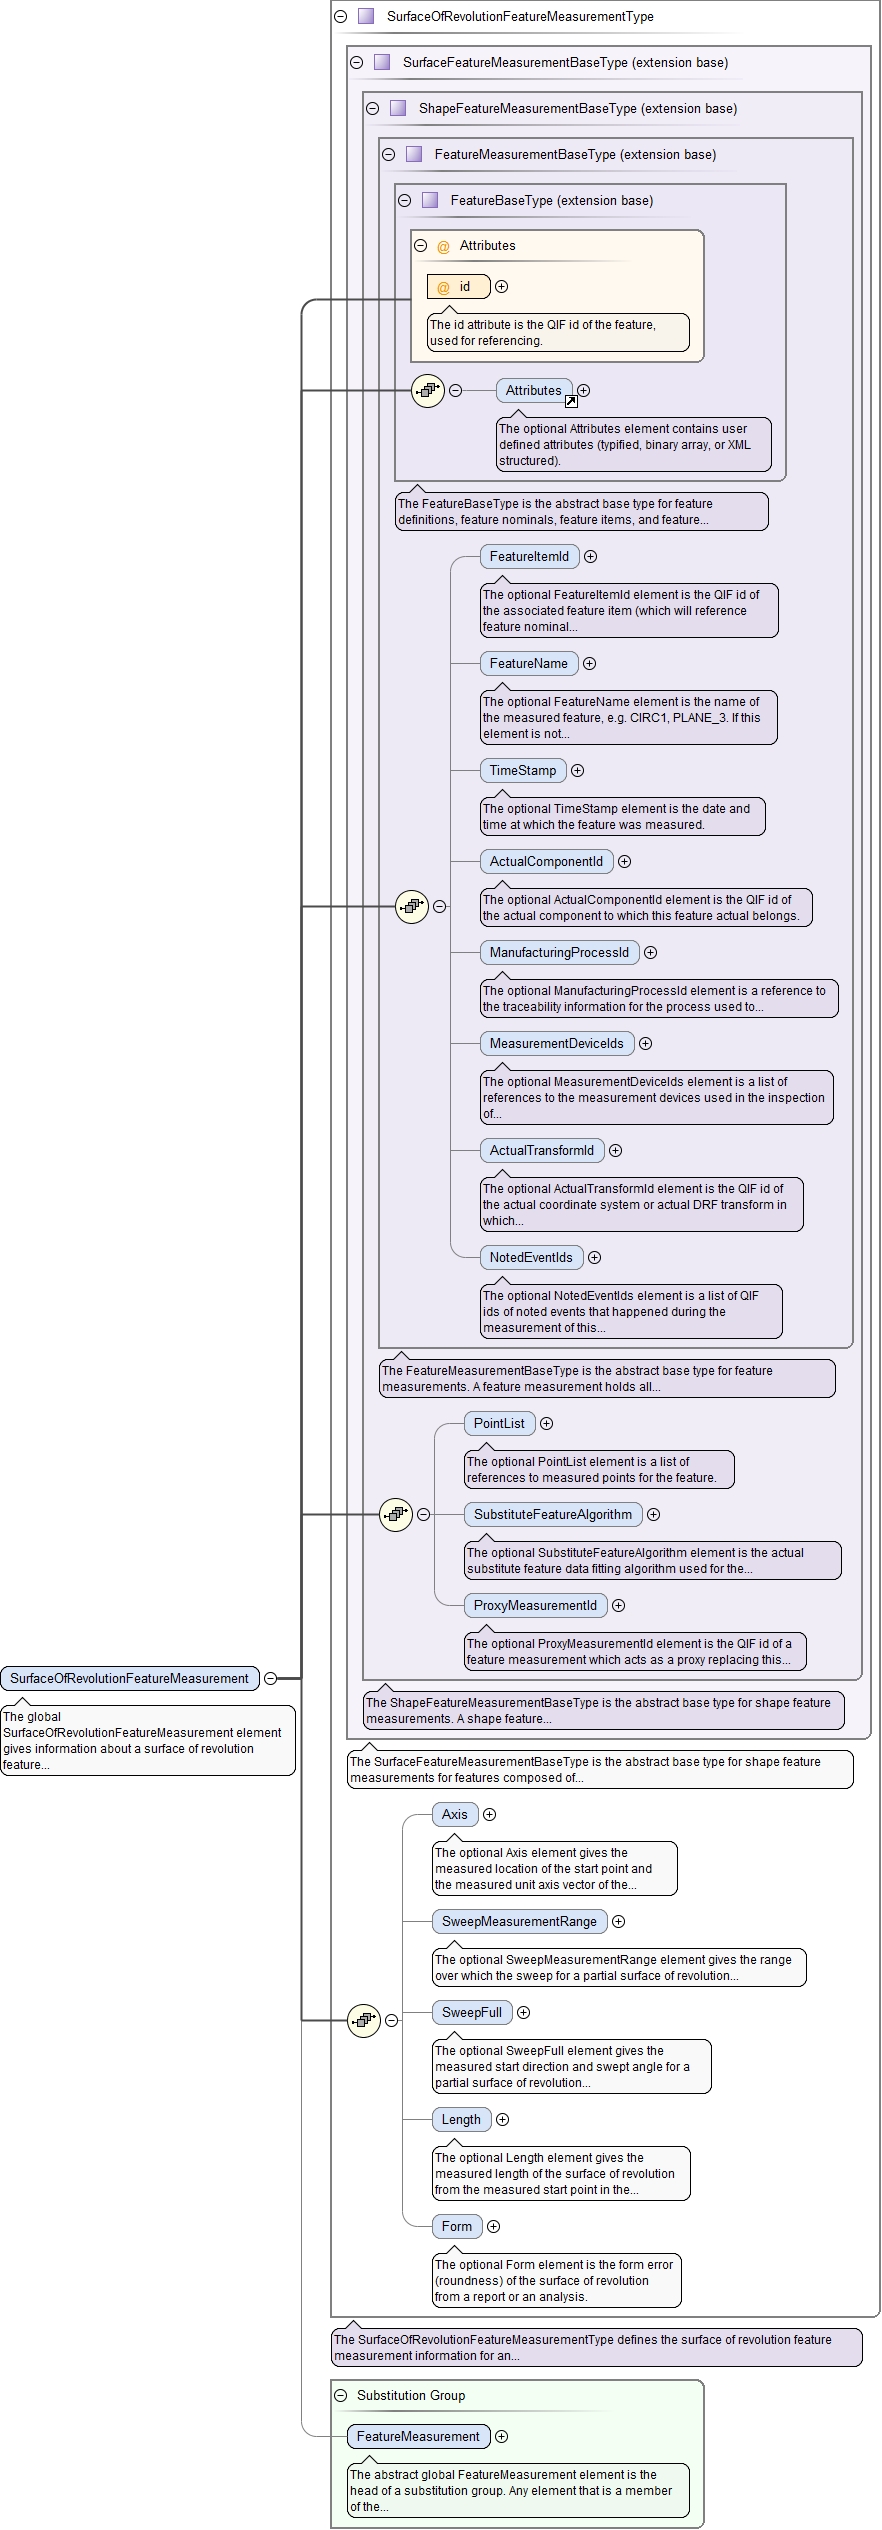 SurfaceOfRevolutionFeatureMeasurementType
SurfaceFeatureMeasurementBaseType (extension base)
ShapeFeatureMeasurementBaseType (extension base)
FeatureMeasurementBaseType (extension base)
FeatureBaseType (extension base)
@ Attributes
@ id
The id attribute is the QIF id of the feature,
used for referencing.
Attributes
The optional Attributes element contains user
defined attributes (typified, binary array, or XML
structured).
The FeatureBaseType is the abstract base type for feature
definitions, feature nominals, feature items, and feature...
FeatureItemId
The optional FeatureItemId element is the QIF id of
the associated feature item (which will reference
feature nominal...
FeatureName
The optional FeatureName element is the name of
the measured feature, e.g. CIRC1, PLANE_3. If this
element is not...
TimeStamp
The optional TimeStamp element is the date and
time at which the feature was measured.
ActualComponentId
The optional ActualComponentId element is the QIF id of
the actual component to which this feature actual belongs.
ManufacturingProcessId
The optional ManufacturingProcessId element is a reference to
the traceability information for the process used to...
MeasurementDeviceIds
The optional MeasurementDeviceIds element is a list of
references to the measurement devices used in the inspection
of...
ActualTransformId
The optional ActualTransformId element is the QIF id of
the actual coordinate system or actual DRF transform in
which...
NotedEventIds
The optional NotedEventIds element is a list of QIF
ids of noted events that happened during the
measurement of this...
The FeatureMeasurementBaseType is the abstract base type for feature
measurements. A feature measurement holds all...
PointList
The optional PointList element is a list of
references to measured points for the feature.
SubstituteFeatureAlgorithm
The optional SubstituteFeatureAlgorithm element is the actual
substitute feature data fitting algorithm used for the...
ProxyMeasurementId
The optional ProxyMeasurementId element is the QIF id of a
feature measurement which acts as a proxy replacing this...
The ShapeFeatureMeasurementBaseType is the abstract base type for shape feature
measurements. A shape feature...
SurfaceOfRevolutionFeatureMeasurement
The global
SurfaceOfRevolutionFeatureMeasurement element
gives information about a surface of revolution
feature...
The SurfaceFeatureMeasurementBaseType is the abstract base type for shape feature
measurements for features composed of...
Axis
The optional Axis element gives the
measured location of the start point and
the measured unit axis vector of the...
SweepMeasurementRange
The optional SweepMeasurementRange element gives the range
over which the sweep for a partial surface of revolution...
SweepFull
The optional SweepFull element gives the
measured start direction and swept angle for a
partial surface of revolution...
Length
The optional Length element gives the
measured length of the surface of revolution
from the measured start point in the...
Form
The optional Form element is the form error
(roundness) of the surface of revolution
from a report or an analysis.
The SurfaceOfRevolutionFeatureMeasurementType defines the surface of revolution feature
measurement information for an...
Substitution Group
FeatureMeasurement
The abstract global FeatureMeasurement element is the
head of a substitution group. Any element that is a member
of the...